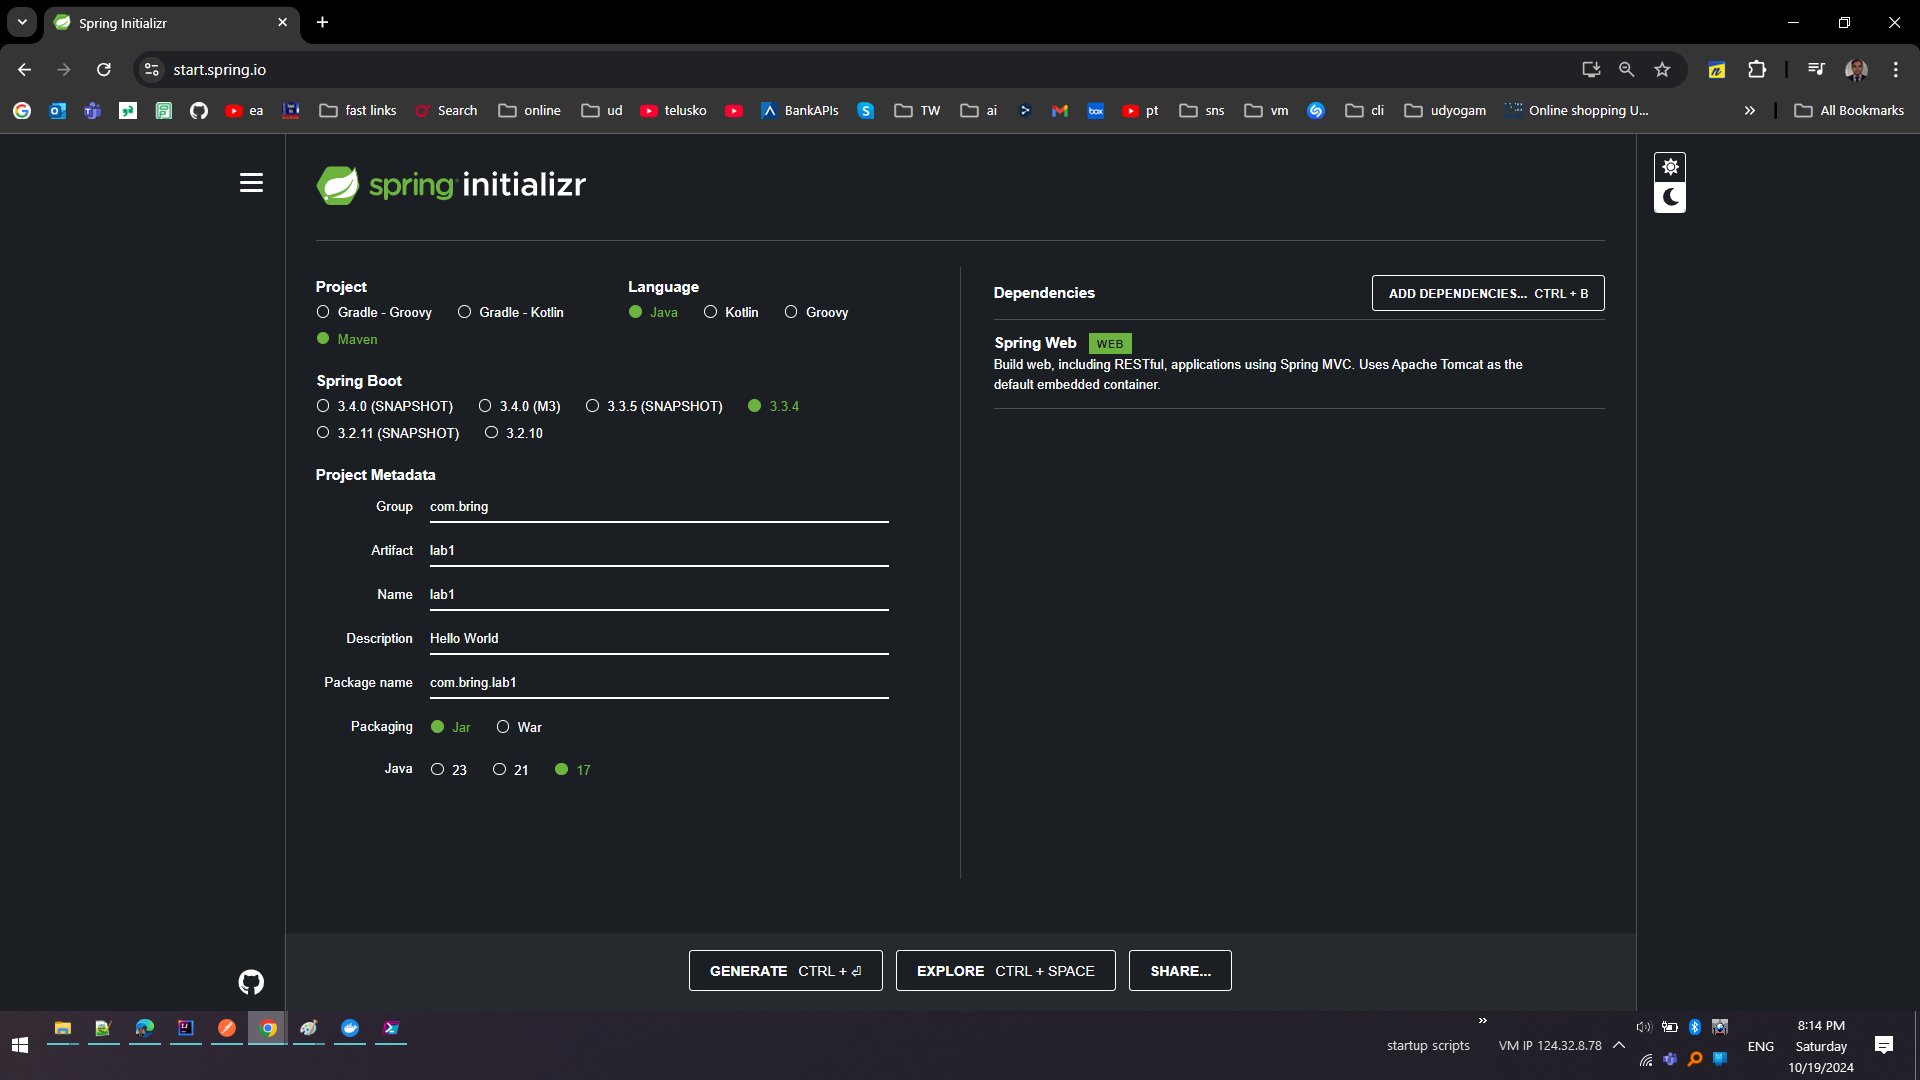 Spring Initializr
start.spring.io
ea
fast links
Search
online
ud
telusko
BankAPIs
TW
ai
box
pt
sns
vm
cli
udyogam
Online shopping U...
All Bookmarks
spring initializr
Project
Gradle - Groovy
Gradle - Kotlin
Maven
Language
Java
Kotlin
Groovy
Spring Boot
3.4.0 (SNAPSHOT)
3.4.0 (M3)
3.3.5 (SNAPSHOT)
3.3.4
3.2.11 (SNAPSHOT)
3.2.10
Project Metadata
Group com.bring
Artifact lab1
Name lab1
Description Hello World
Package name com.bring.lab1
Packaging Jar War
Java 23 21 17
Dependencies
ADD DEPENDENCIES... CTRL + B
Spring Web WEB
Build web, including RESTful, applications using Spring MVC. Uses Apache Tomcat as the
default embedded container.
GENERATE CTRL + ⏎
EXPLORE CTRL + SPACE
SHARE...
startup scripts
VM IP 124.32.8.78
ENG
8:14 PM
Saturday
10/19/2024